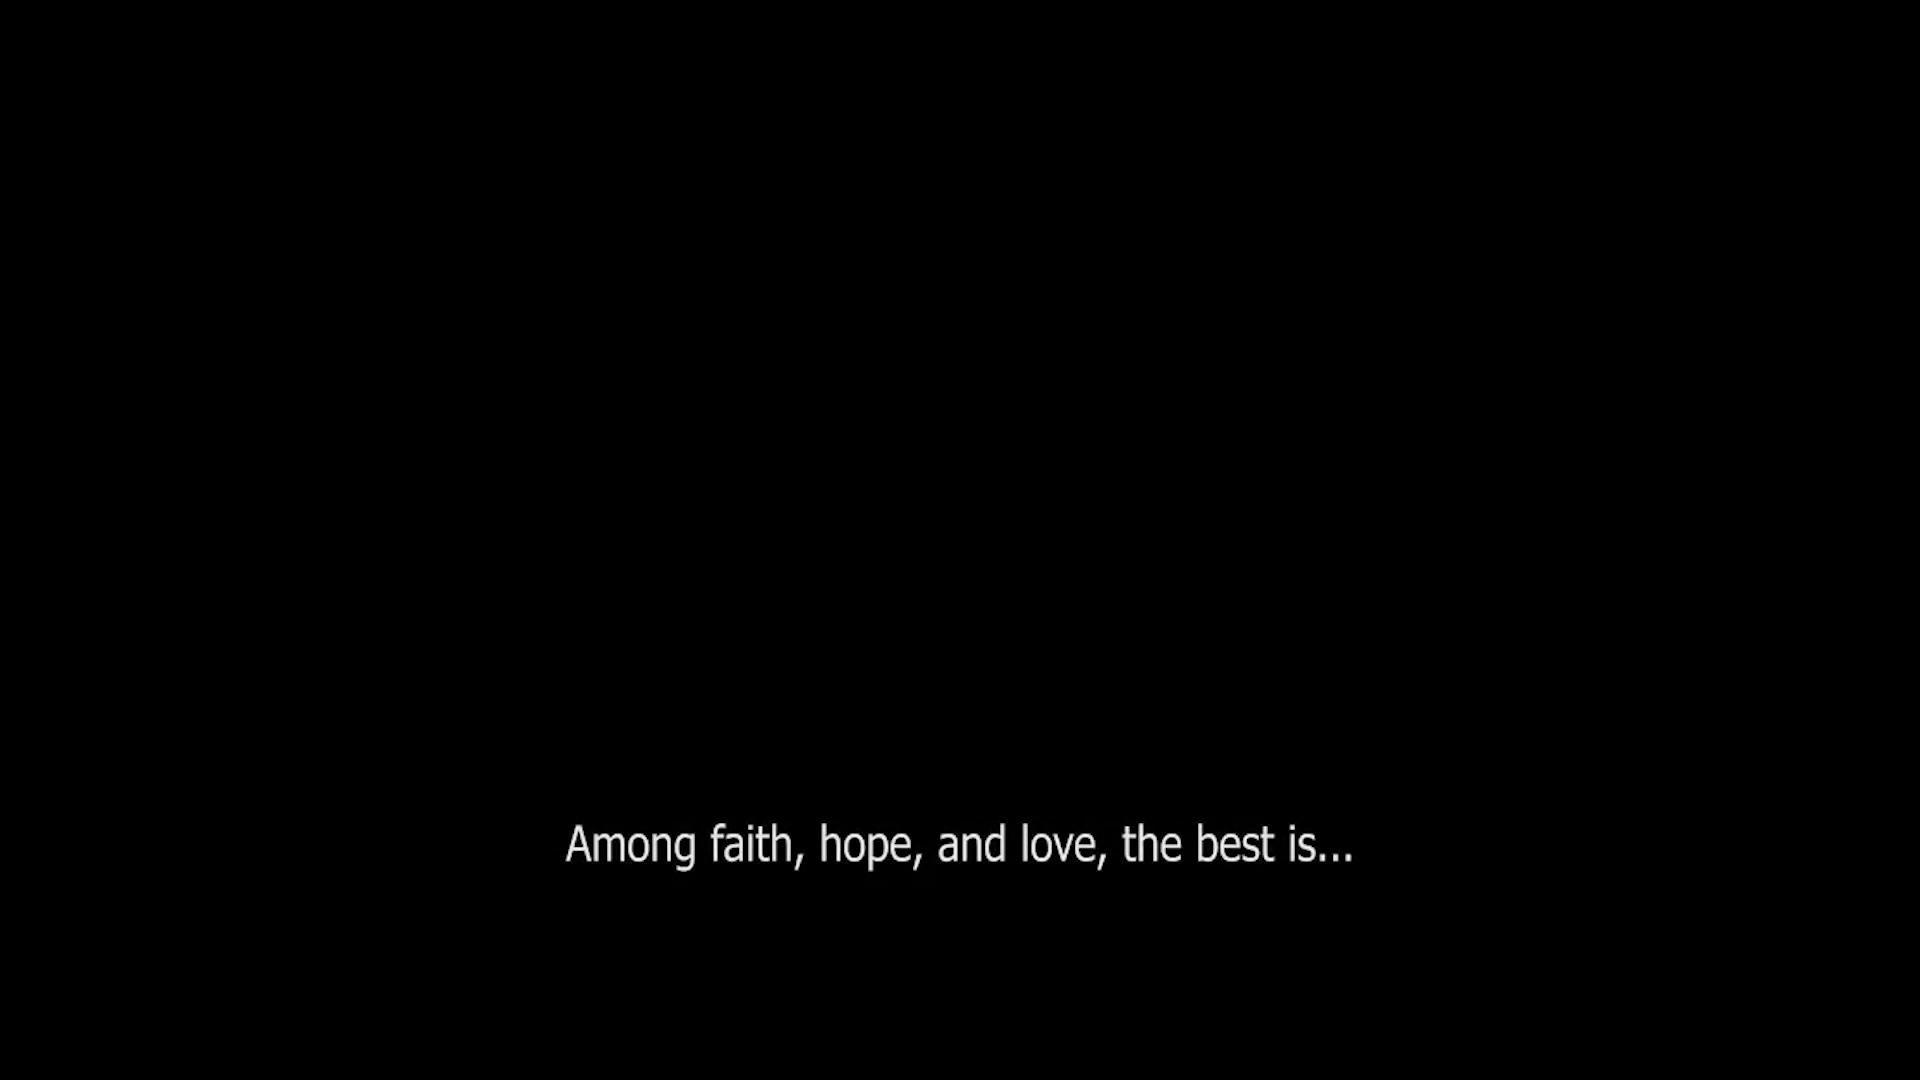 Among faith, hope, and love, the best is...